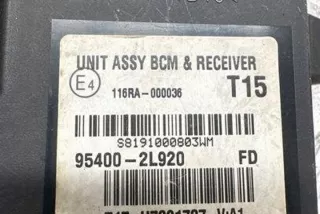 UNIT ASSY BCM & RECEIVER
E4
116RA-000036
T15
S8191000803WM
95400-2L920 FD